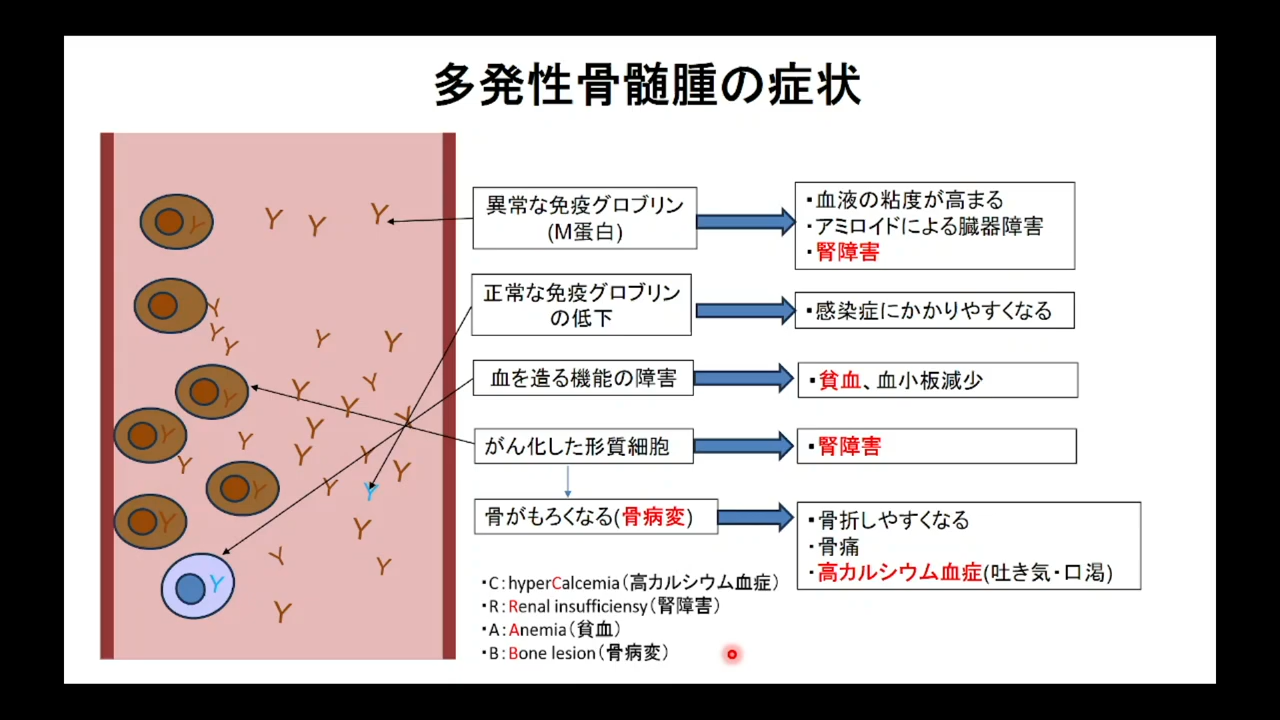 多発性骨髄腫の症状
異常な免疫グロブリン
(M蛋白)
・血液の粘度が高まる
・アミロイドによる臓器障害
・腎障害
正常な免疫グロブリン
の低下
・感染症にかかりやすくなる
血を造る機能の障害
・貧血、血小板減少
がん化した形質細胞
・腎障害
骨がもろくなる(骨病変)
・骨折しやすくなる
・骨痛
・高カルシウム血症(吐き気・口渇)
・C：hyperCalcemia（高カルシウム血症）
・R：Renal insufficiensy（腎障害）
・A：Anemia（貧血）
・B：Bone lesion（骨病変）